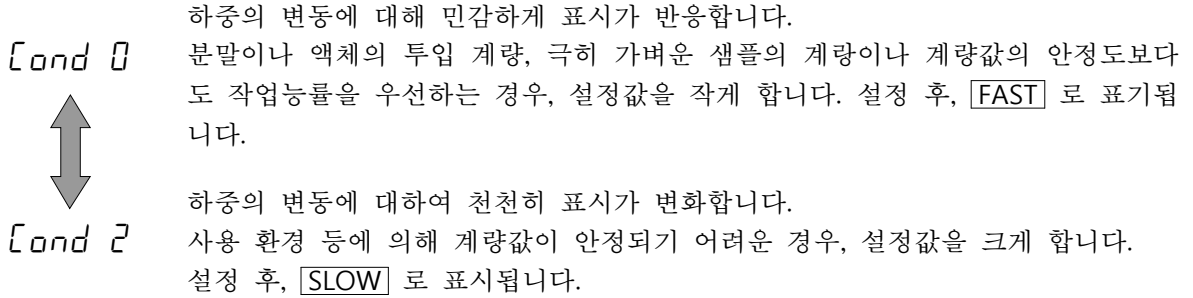 하중의 변동에 대해 민감하게 표시가 반응합니다.
Cond 0 분말이나 액체의 투입 계량, 극히 가벼운 샘플의 계랑이나 계량값의 안정도보다
도 작업능률을 우선하는 경우, 설정값을 작게 합니다. 설정 후, FAST 로 표기됩
니다.
하중의 변동에 대하여 천천히 표시가 변화합니다.
Cond 2 사용 환경 등에 의해 계량값이 안정되기 어려운 경우, 설정값을 크게 합니다.
설정 후, SLOW 로 표시됩니다.